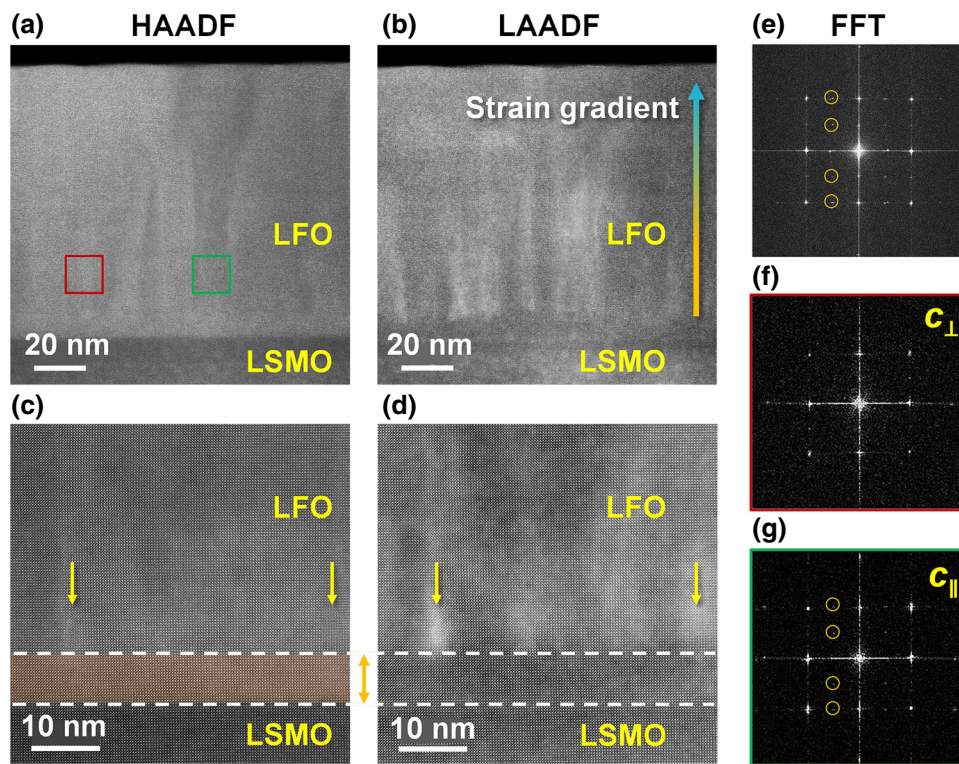 (a) HAADF
(b) LAADF
(e) FFT
Strain gradient
LFO
LFO
20 nm
LSMO
20 nm
LSMO
(f)
c⊥
(c)
(d)
LFO
LFO
(g)
c∥
10 nm
LSMO
10 nm
LSMO